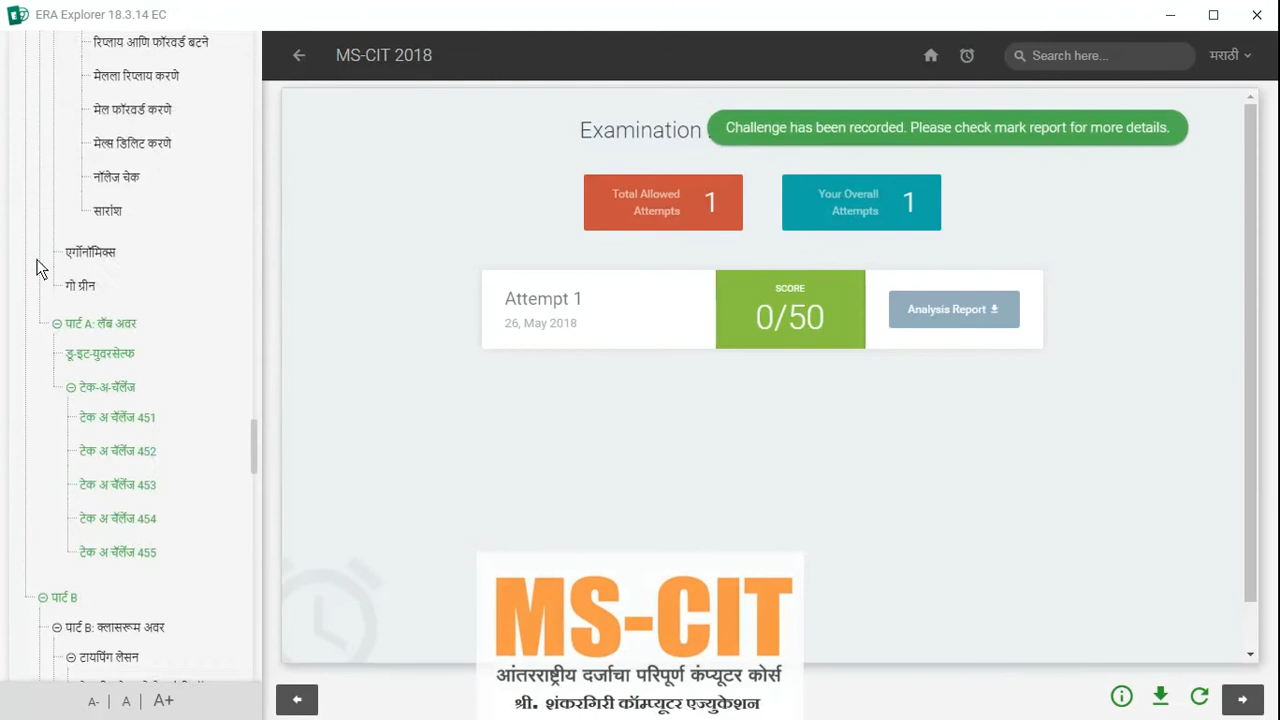 ERA Explorer 18.3.14 EC
रिप्लाय आणि फॉरवर्ड बटने
मेलला रिप्लाय करणे
मेल फॉरवर्ड करणे
मेल्स डिलिट करणे
नॉलेज चेक
सारांश
एर्गोनॉमिक्स
गो ग्रीन
पार्ट A: लॅब अवर
डू-इट-युवरसेल्फ
टेक-अ-चॅलेंज
टेक अ चॅलेंज 451
टेक अ चॅलेंज 452
टेक अ चॅलेंज 453
टेक अ चॅलेंज 454
टेक अ चॅलेंज 455
पार्ट B
पार्ट B: क्लासरूम अवर
टायपिंग लेसन
A- | A | A+
MS-CIT 2018
Search here...
मराठी
Examination
Challenge has been recorded. Please check mark report for more details.
Total Allowed
Attempts 1
Your Overall
Attempts 1
Attempt 1
26, May 2018
SCORE
0/50
Analysis Report
MS-CIT
आंतरराष्ट्रीय दर्जाचा परिपूर्ण कंप्यूटर कोर्स
श्री. शंकरगिरी कॉम्प्युटर एज्युकेशन